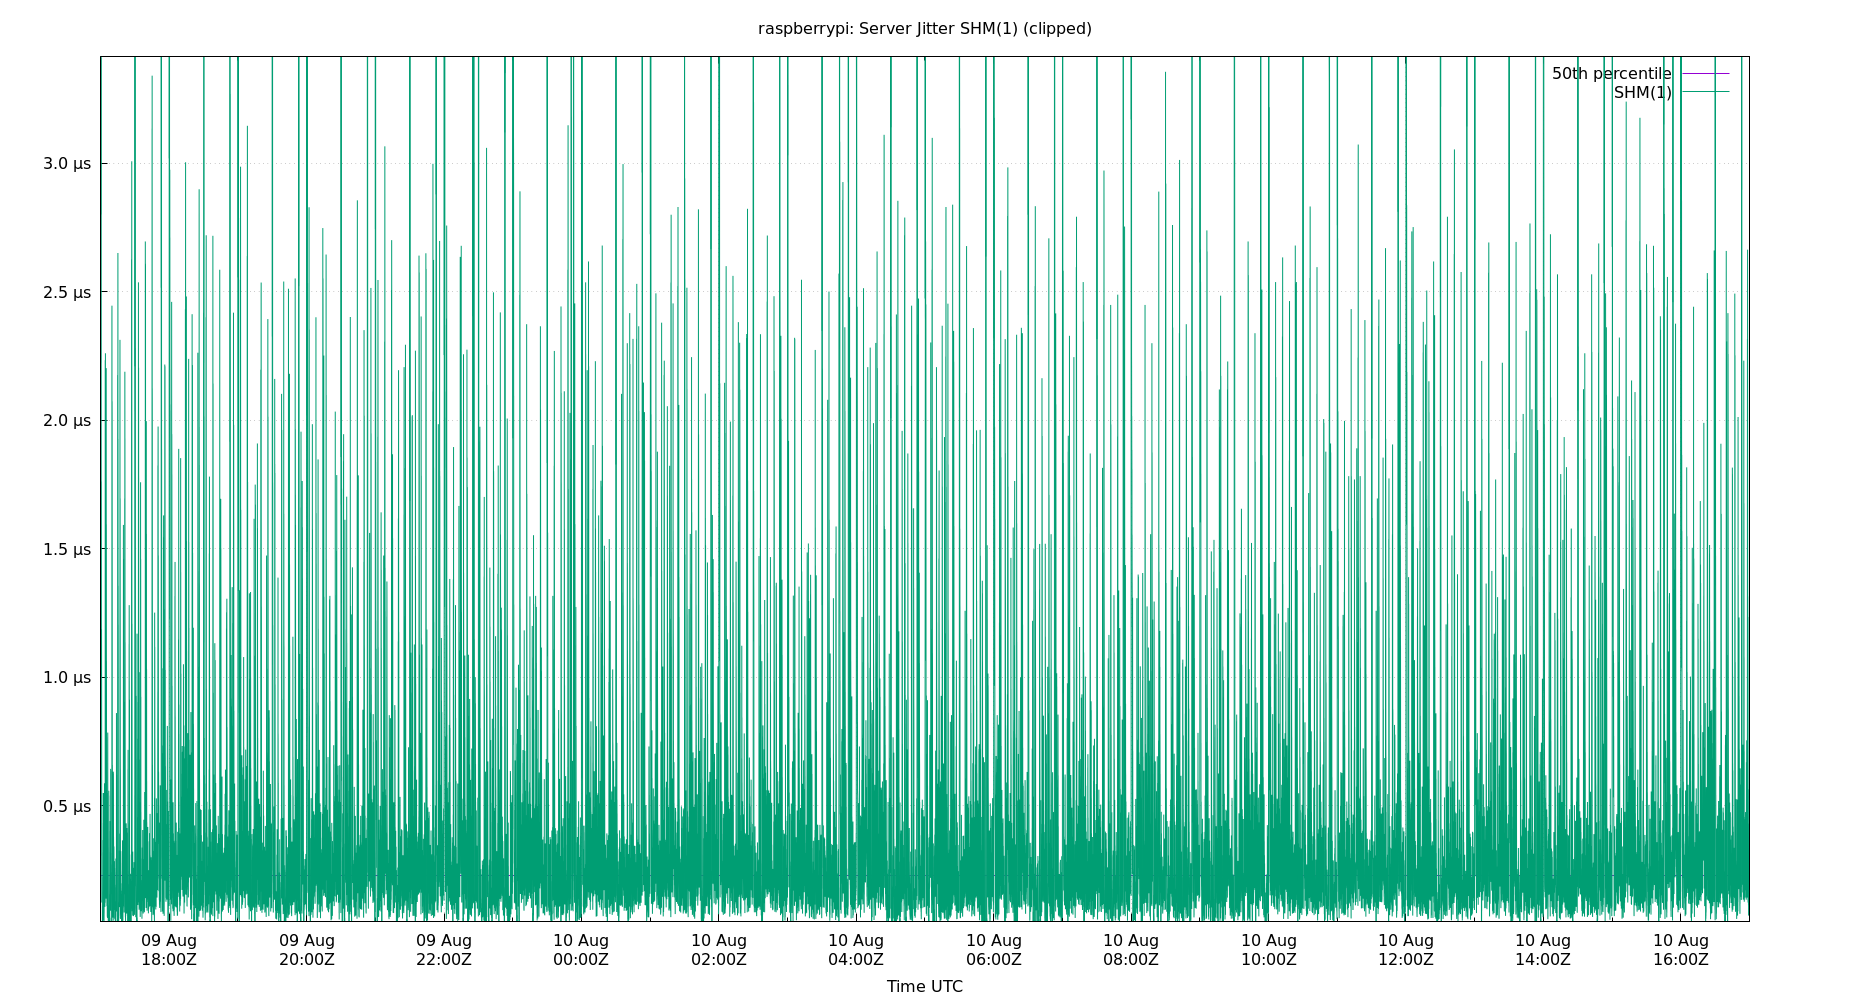 raspberrypi: Server Jitter SHM(1) (clipped)
50th percentile
SHM(1)
3.0 µs
2.5 µs
2.0 µs
1.5 µs
1.0 µs
0.5 µs
09 Aug 09 Aug 09 Aug 10 Aug 10 Aug 10 Aug 10 Aug 10 Aug 10 Aug 10 Aug 10 Aug 10 Aug
18:00Z 20:00Z 22:00Z 00:00Z 02:00Z 04:00Z 06:00Z 08:00Z 10:00Z 12:00Z 14:00Z 16:00Z
Time UTC